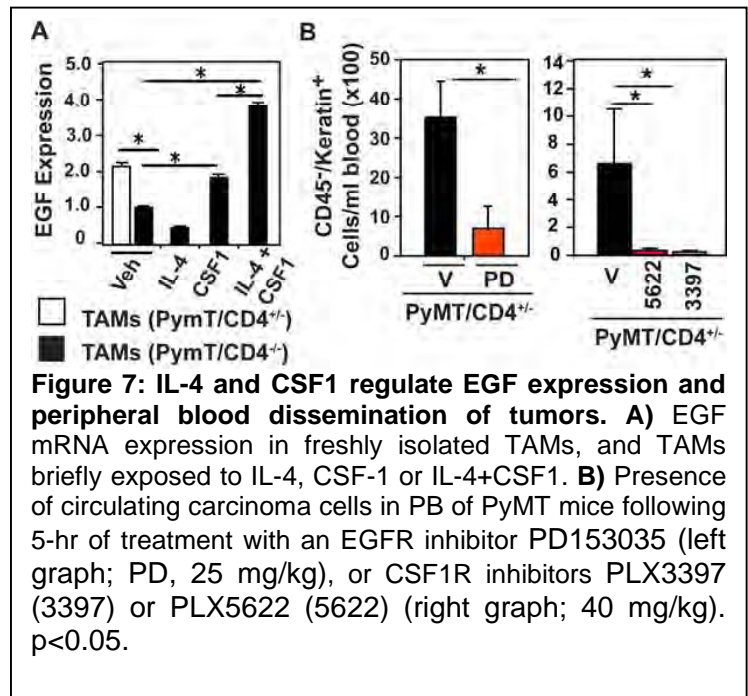 A
B
5.0
4.0
3.0
2.0
1.0
0
EGF Expression
*
*
*
*
Veh
IL-4
CSF1
IL-4 +
CSF1
TAMs (PymT/CD4+/-)
TAMs (PymT/CD4-/-)
50
40
30
20
10
0
CD45-/Keratin+
Cells/ml blood (x100)
*
V
PD
PyMT/CD4+/-
14
12
10
8
6
4
2
0
*
*
V
5622
3397
PyMT/CD4+/-
Figure 7: IL-4 and CSF1 regulate EGF expression and
peripheral blood dissemination of tumors. A) EGF
mRNA expression in freshly isolated TAMs, and TAMs
briefly exposed to IL-4, CSF-1 or IL-4+CSF1. B) Presence
of circulating carcinoma cells in PB of PyMT mice following
5-hr of treatment with an EGFR inhibitor PD153035 (left
graph; PD, 25 mg/kg), or CSF1R inhibitors PLX3397
(3397) or PLX5622 (5622) (right graph; 40 mg/kg).
p<0.05.